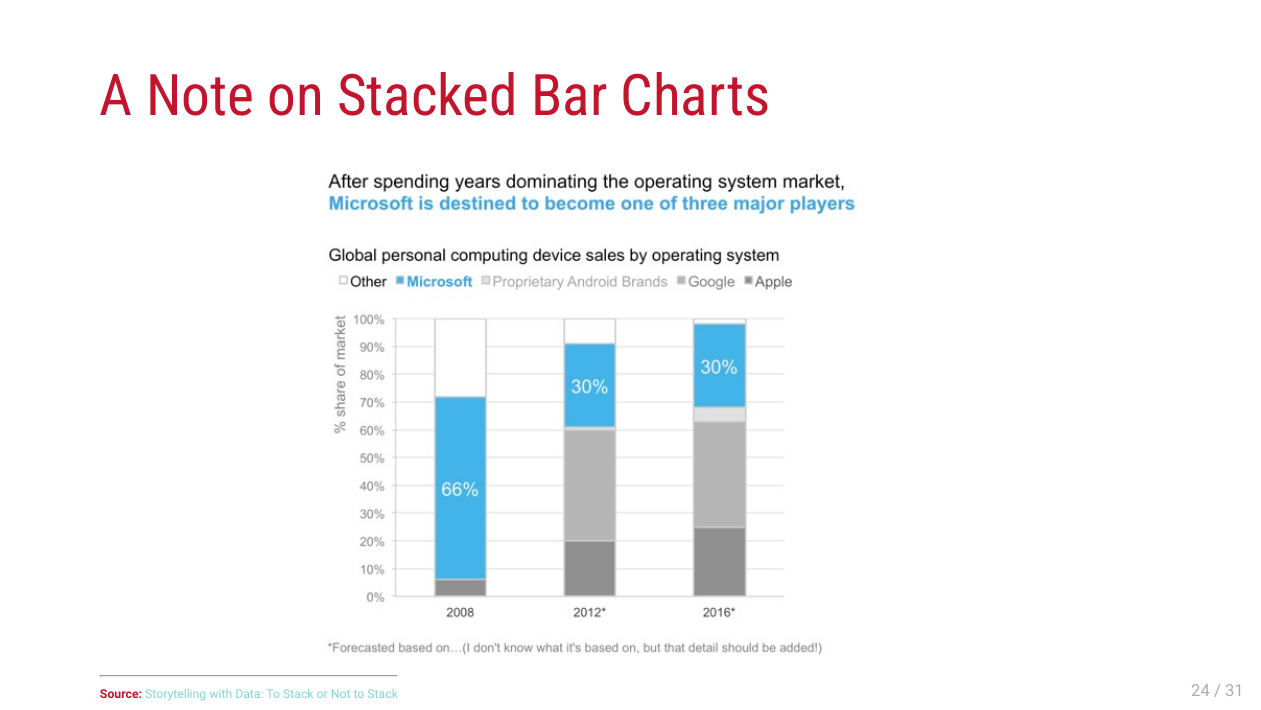 A Note on Stacked Bar Charts
After spending years dominating the operating system market,
Microsoft is destined to become one of three major players
Global personal computing device sales by operating system
Other Microsoft Proprietary Android Brands Google Apple
% share of market
100%
90%
80%
70%
60%
50%
40%
30%
20%
10%
0%
66%
30%
30%
2008 2012* 2016*
*Forecasted based on…(I don't know what it's based on, but that detail should be added!)
Source: Storytelling with Data: To Stack or Not to Stack
24 / 31